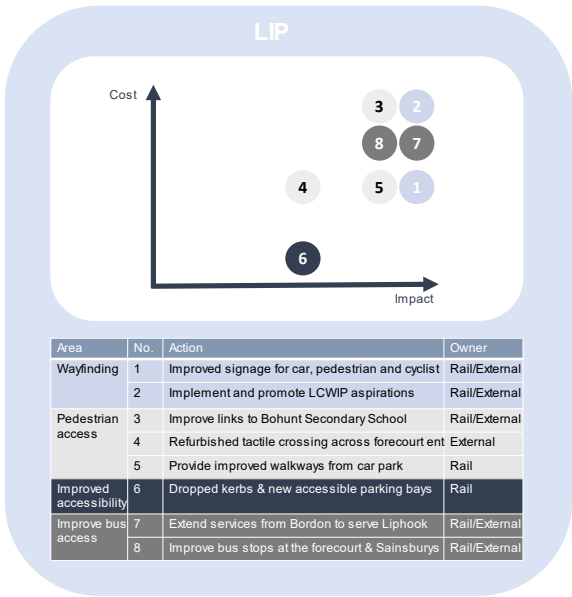 LIP
Cost
3 2
8 7
4 5 1
6
Impact
Area No. Action Owner
Wayfinding 1 Improved signage for car, pedestrian and cyclist Rail/External
2 Implement and promote LCWIP aspirations Rail/External
Pedestrian access 3 Improve links to Bohunt Secondary School Rail/External
4 Refurbished tactile crossing across forecourt ent External
5 Provide improved walkways from car park Rail
Improved accessibility 6 Dropped kerbs & new accessible parking bays Rail
Improve bus access 7 Extend services from Bordon to serve Liphook Rail/External
8 Improve bus stops at the forecourt & Sainsburys Rail/External